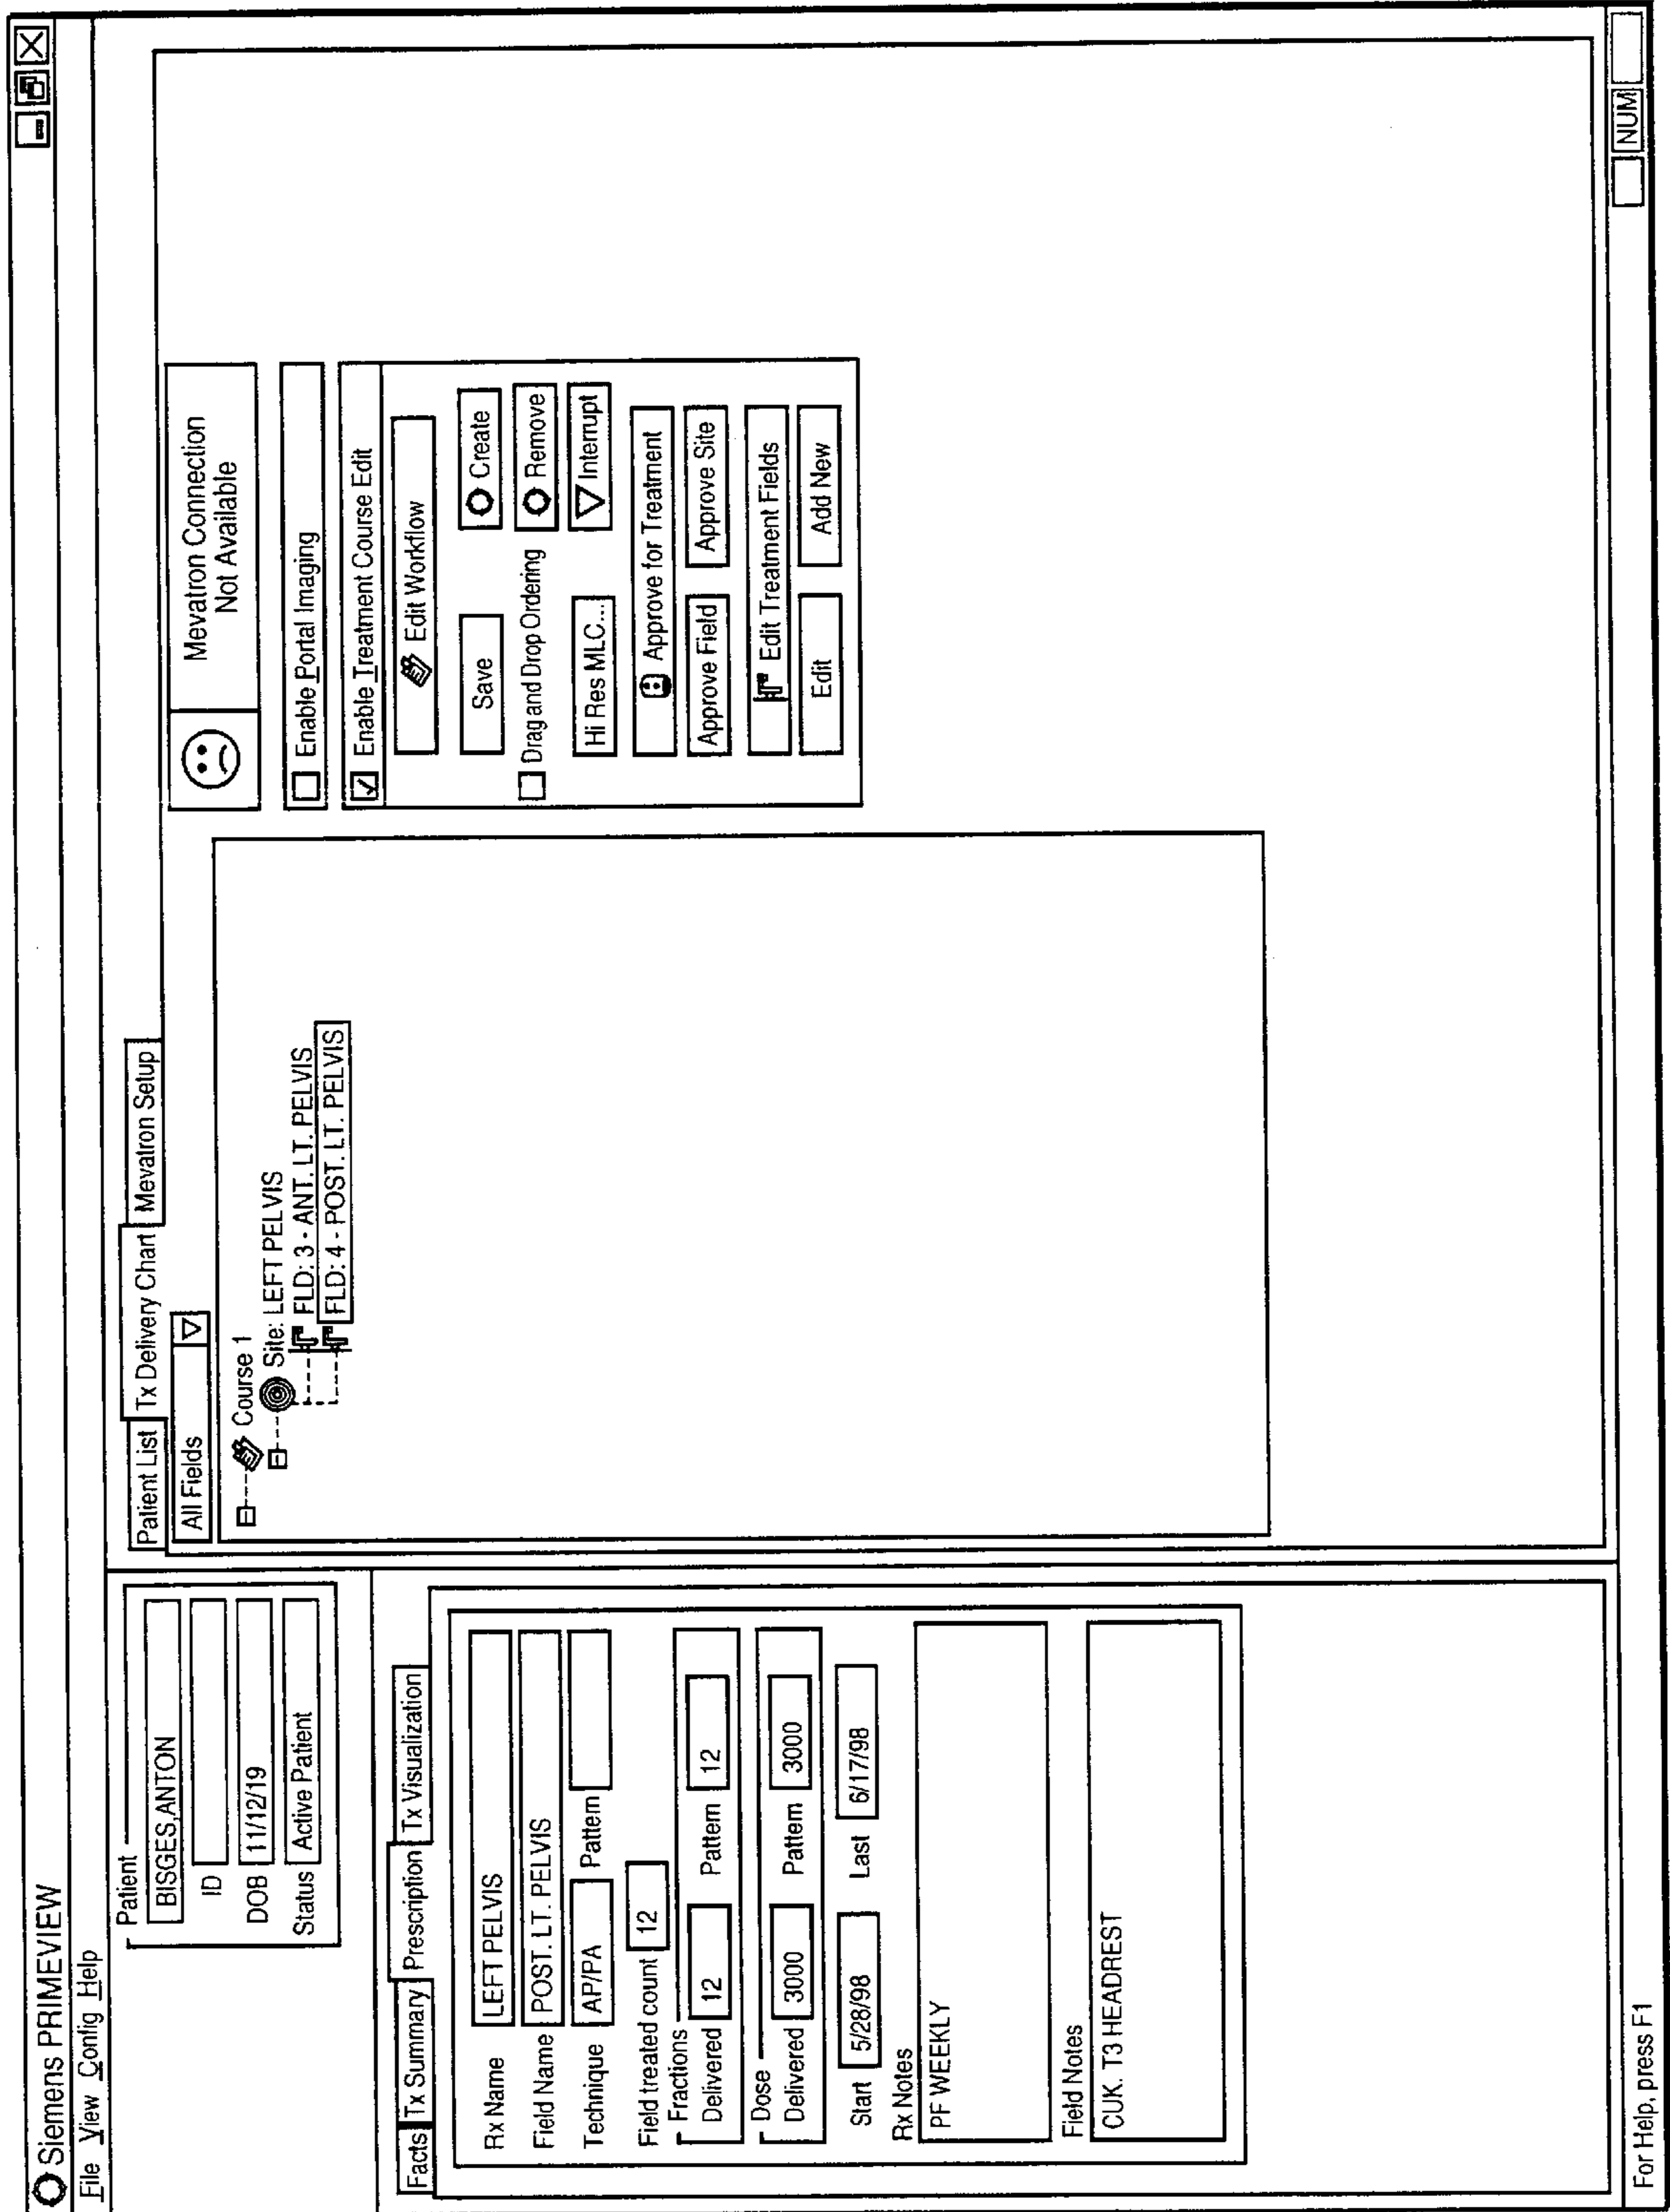 Siemens PRIMEVIEW
File View Config Help
Patient
BISGES,ANTON
ID
DOB 11/12/19
Status Active Patient
Facts Tx Summary Prescription Tx Visualization
Rx Name LEFT PELVIS
Field Name POST. LT. PELVIS
Technique AP/PA Pattern
Field treated count 12
Fractions
Delivered 12 Pattern 12
Dose
Delivered 3000 Pattern 3000
Start 5/28/98 Last 6/17/98
Rx Notes
PF WEEKLY
Field Notes
CUK. T3 HEADREST
Patient List Tx Delivery Chart Mevatron Setup
All Fields
Course 1
Site: LEFT PELVIS
FLD: 3 - ANT. LT. PELVIS
FLD: 4 - POST. LT. PELVIS
Mevatron Connection
Not Available
Enable Portal Imaging
Enable Treatment Course Edit
Edit Workflow
Save Create
Drag and Drop Ordering Remove
Hi Res MLC... Interrupt
Approve for Treatment
Approve Field Approve Site
Edit Treatment Fields
Edit Add New
For Help, press F1
NUM